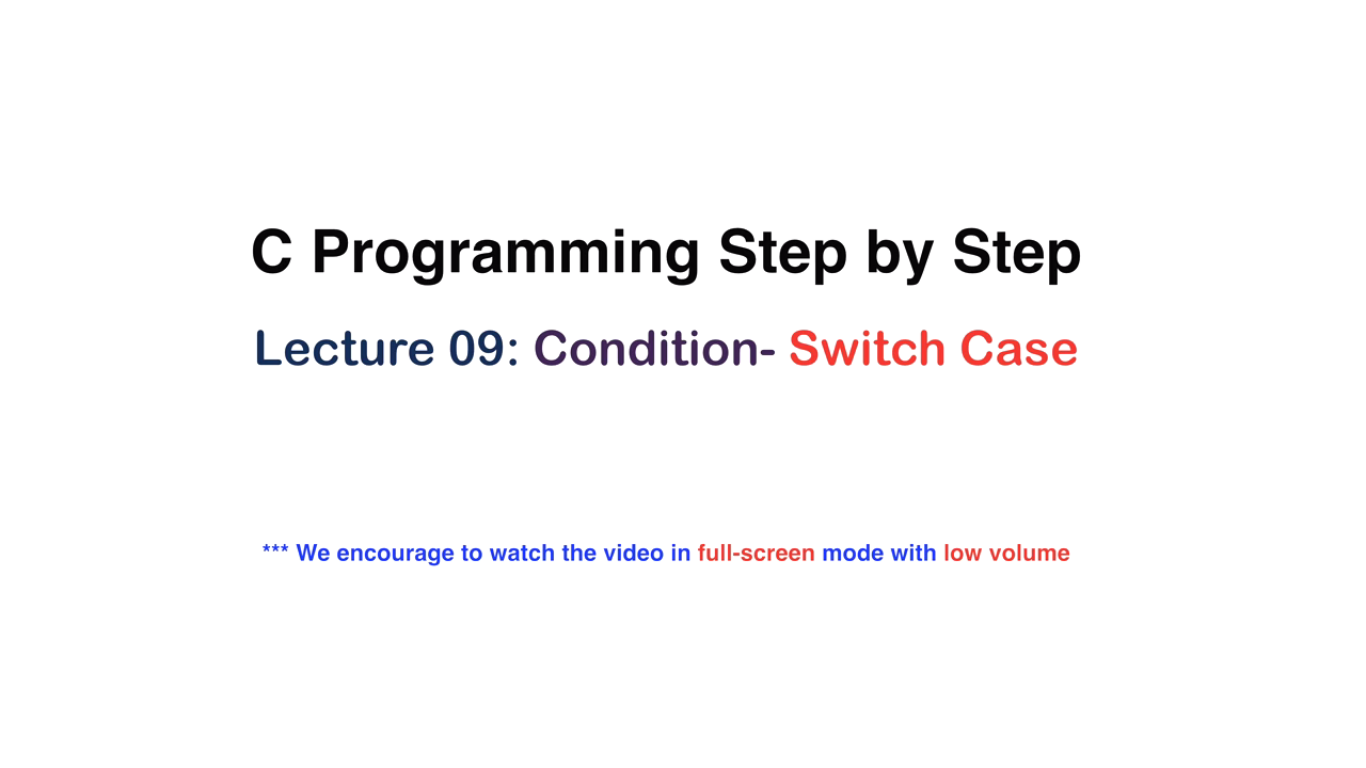 C Programming Step by Step
Lecture 09: Condition- Switch Case
*** We encourage to watch the video in full-screen mode with low volume